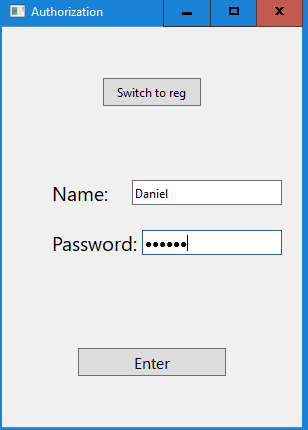 Authorization
Switch to reg
Name: Daniel
Password: ••••••
Enter